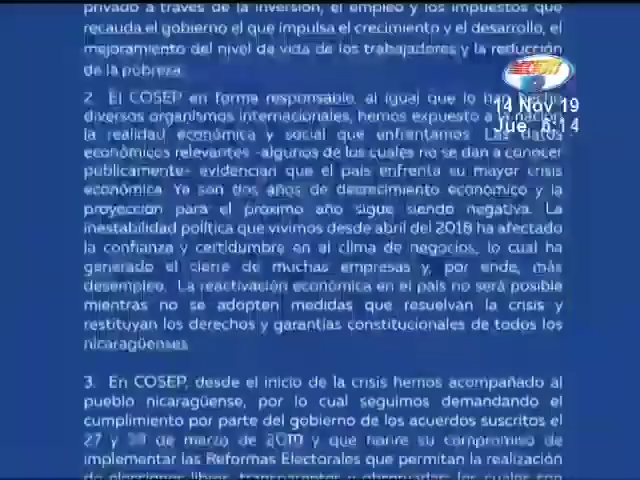 privado a través de la inversión, el empleo y los impuestos que
recauda el gobierno el que impulsa el crecimiento y el desarrollo, el
mejoramiento del nivel de vida de los trabajadores y la reducción
de la pobreza.
14 Nov 19
Jue. 6:14
2. El COSEP en forma responsable, al igual que lo han
diversos organismos internacionales, hemos expuesto a
la realidad económica y social que enfrentamos. Los datos
económicos relevantes -algunos de los cuales no se dan a conocer
públicamente- evidencian que el país enfrenta su mayor crisis
económica. Ya son dos años de decrecimiento económico y la
proyección para el próximo año sigue siendo negativa. La
inestabilidad política que vivimos desde abril del 2018 ha afectado
la confianza y certidumbre en el clima de negocios, lo cual ha
generado el cierre de muchas empresas y, por ende, más
desempleo. La reactivación económica en el país no será posible
mientras no se adopten medidas que resuelvan la crisis y
restituyan los derechos y garantías constitucionales de todos los
nicaragüenses.
3. En COSEP, desde el inicio de la crisis hemos acompañado al
pueblo nicaragüense, por lo cual seguimos demandando el
cumplimiento por parte del gobierno de los acuerdos suscritos el
27 y de marzo de 2019 y que honre su compromiso de
implementar las Reformas Electorales que permitan la realización
de elecciones libres, transparentes y observadas; los cuales son